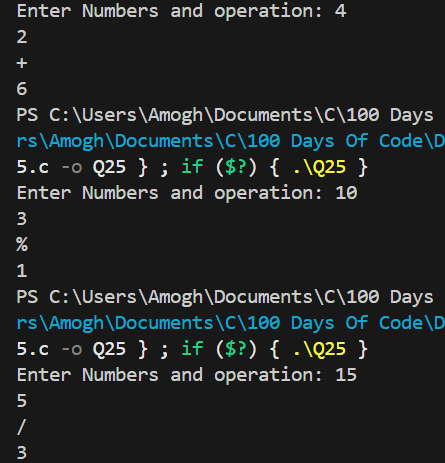 Enter Numbers and operation: 4
2
+
6
PS C:\Users\Amogh\Documents\C\100 Days
rs\Amogh\Documents\C\100 Days Of Code\D
5.c -o Q25 } ; if ($?) { .\Q25 }
Enter Numbers and operation: 10
3
%
1
PS C:\Users\Amogh\Documents\C\100 Days
rs\Amogh\Documents\C\100 Days Of Code\D
5.c -o Q25 } ; if ($?) { .\Q25 }
Enter Numbers and operation: 15
5
/
3